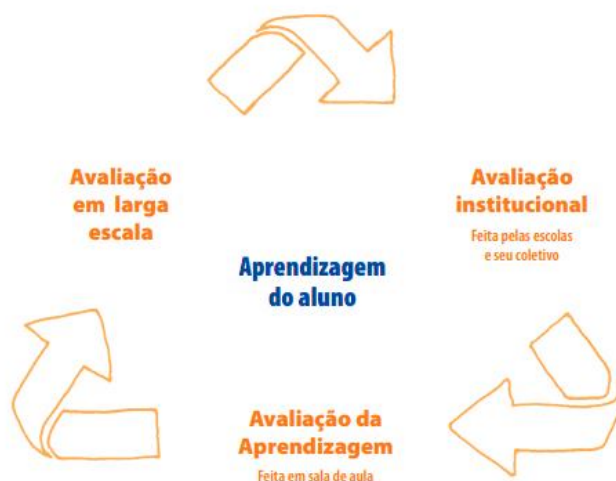 Avaliação
em larga
escala
Avaliação
institucional
Feita pelas escolas
e seu coletivo
Aprendizagem
do aluno
Avaliação da
Aprendizagem
Feita em sala de aula